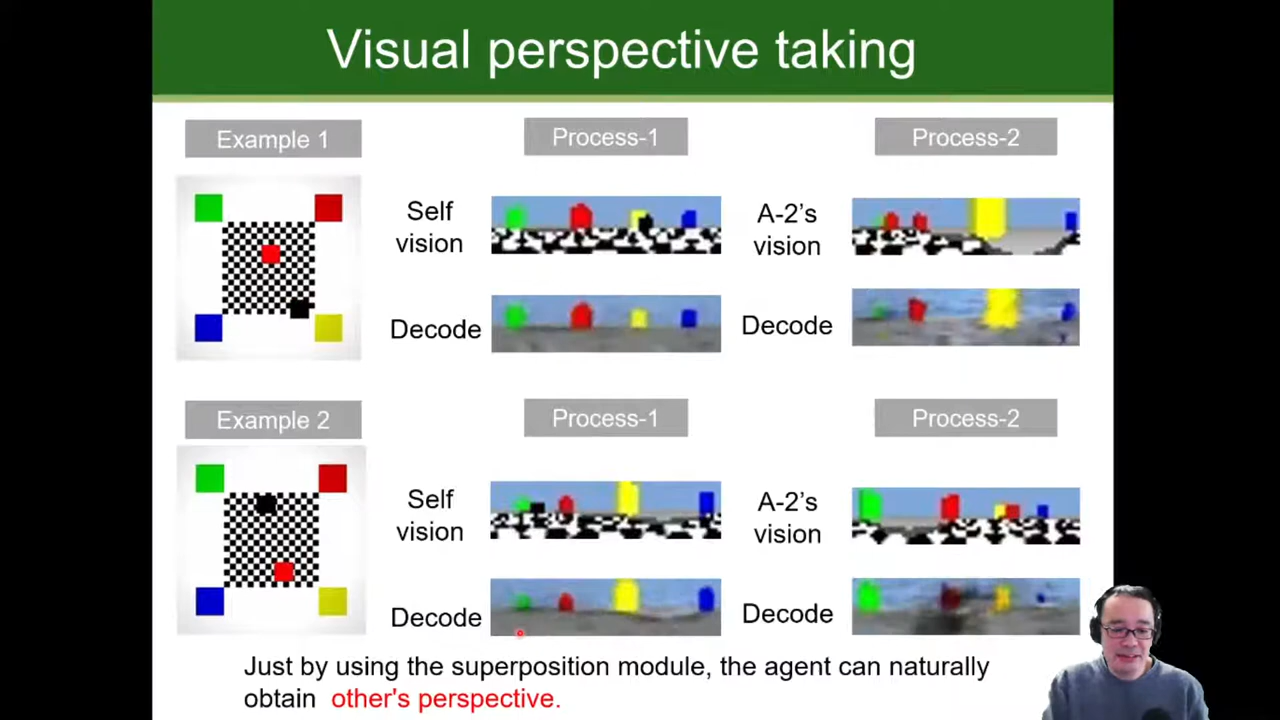 Visual perspective taking
Example 1
Process-1
Process-2
Self
vision
A-2's
vision
Decode
Decode
Example 2
Process-1
Process-2
Self
vision
A-2's
vision
Decode
Decode
Just by using the superposition module, the agent can naturally
obtain other's perspective.